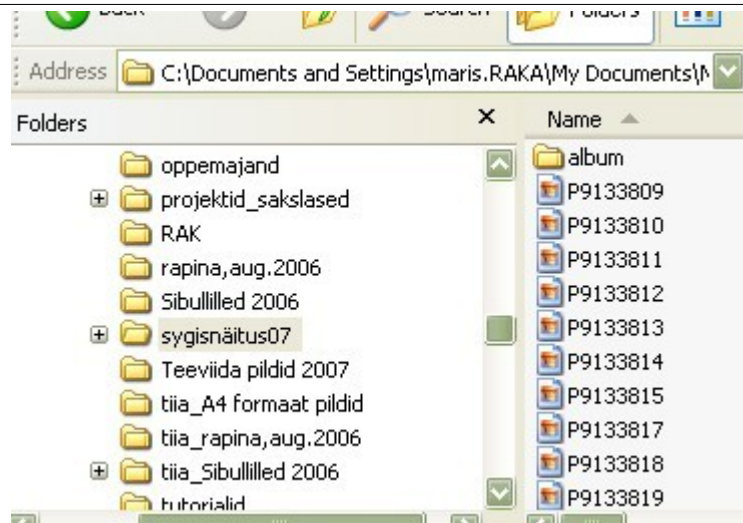 Back Search Folders
Address C:\Documents and Settings\maris.RAKA\My Documents\
Folders
oppemajand
projektid_sakslased
RAK
rapina,aug.2006
Sibullilled 2006
sygisnäitus07
Teeviida pildid 2007
tiia_A4 formaat pildid
tiia_rapina,aug.2006
tiia_Sibullilled 2006
tutorialid
Name
album
P9133809
P9133810
P9133811
P9133812
P9133813
P9133814
P9133815
P9133817
P9133818
P9133819